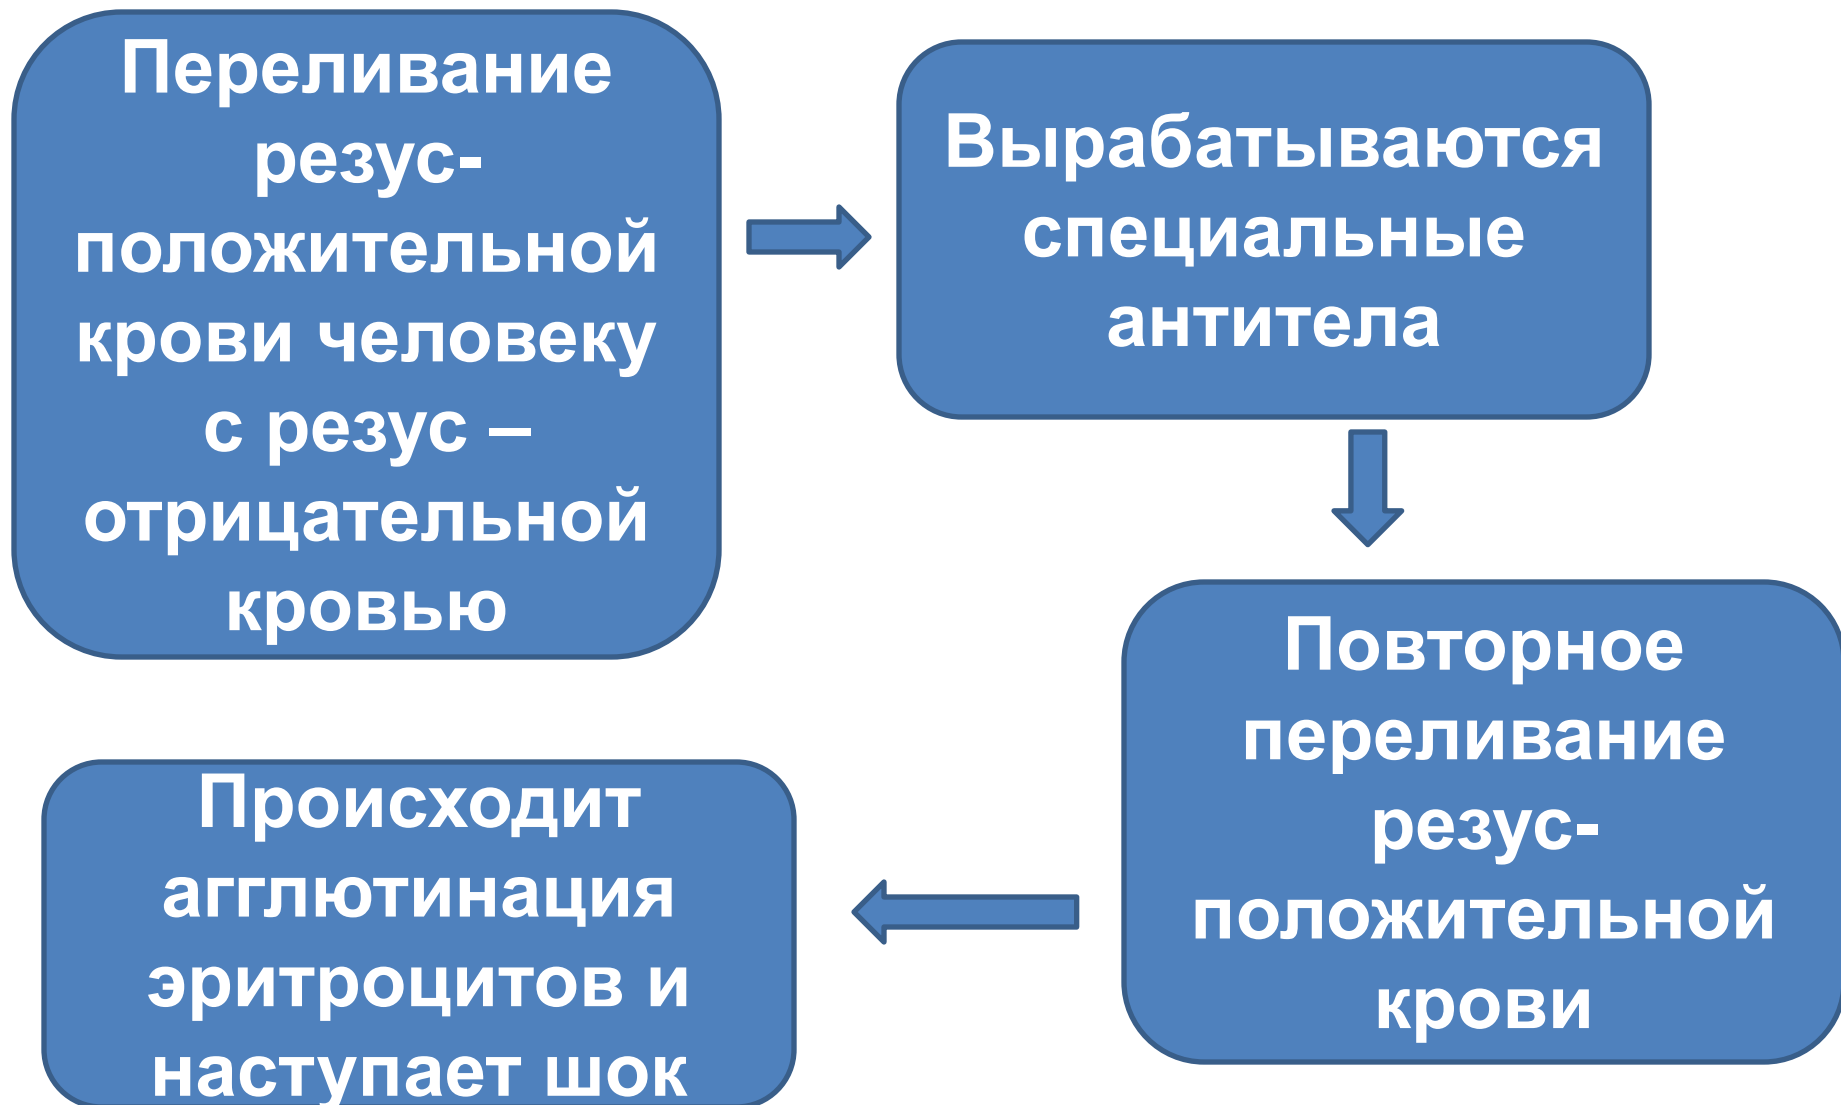 Переливание
резус-
положительной
крови человеку
с резус –
отрицательной
кровью
Вырабатываются
специальные
антитела
Повторное
переливание
резус-
положительной
крови
Происходит
агглютинация
эритроцитов и
наступает шок